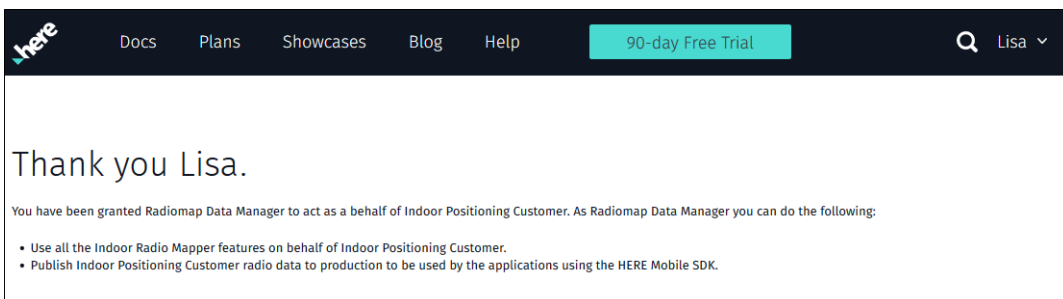 here Docs Plans Showcases Blog Help 90-day Free Trial Lisa
Thank you Lisa.
You have been granted Radiomap Data Manager to act as a behalf of Indoor Positioning Customer. As Radiomap Data Manager you can do the following:
• Use all the Indoor Radio Mapper features on behalf of Indoor Positioning Customer.
• Publish Indoor Positioning Customer radio data to production to be used by the applications using the HERE Mobile SDK.